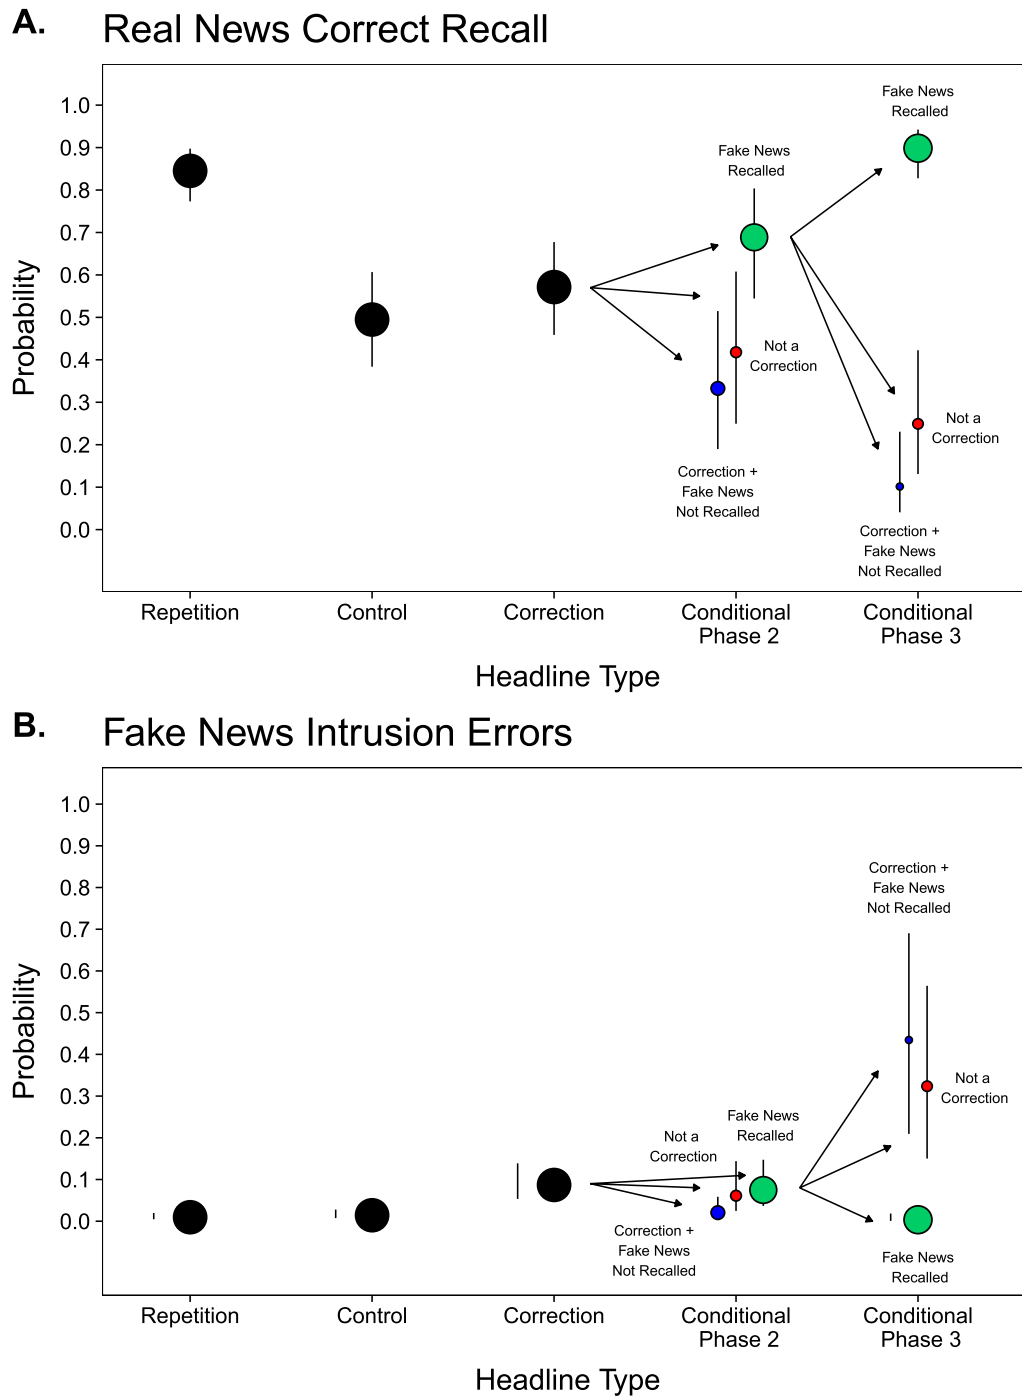 A.
Real News Correct Recall
Probability
1.0
0.9
0.8
0.7
0.6
0.5
0.4
0.3
0.2
0.1
0.0
Fake News
Recalled
Not a
Correction
Correction +
Fake News
Not Recalled
Fake News
Recalled
Not a
Correction
Correction +
Fake News
Not Recalled
Repetition
Control
Correction
Conditional
Phase 2
Conditional
Phase 3
Headline Type
B.
Fake News Intrusion Errors
Probability
1.0
0.9
0.8
0.7
0.6
0.5
0.4
0.3
0.2
0.1
0.0
Not a
Correction
Fake News
Recalled
Correction +
Fake News
Not Recalled
Correction +
Fake News
Not Recalled
Not a
Correction
Fake News
Recalled
Repetition
Control
Correction
Conditional
Phase 2
Conditional
Phase 3
Headline Type